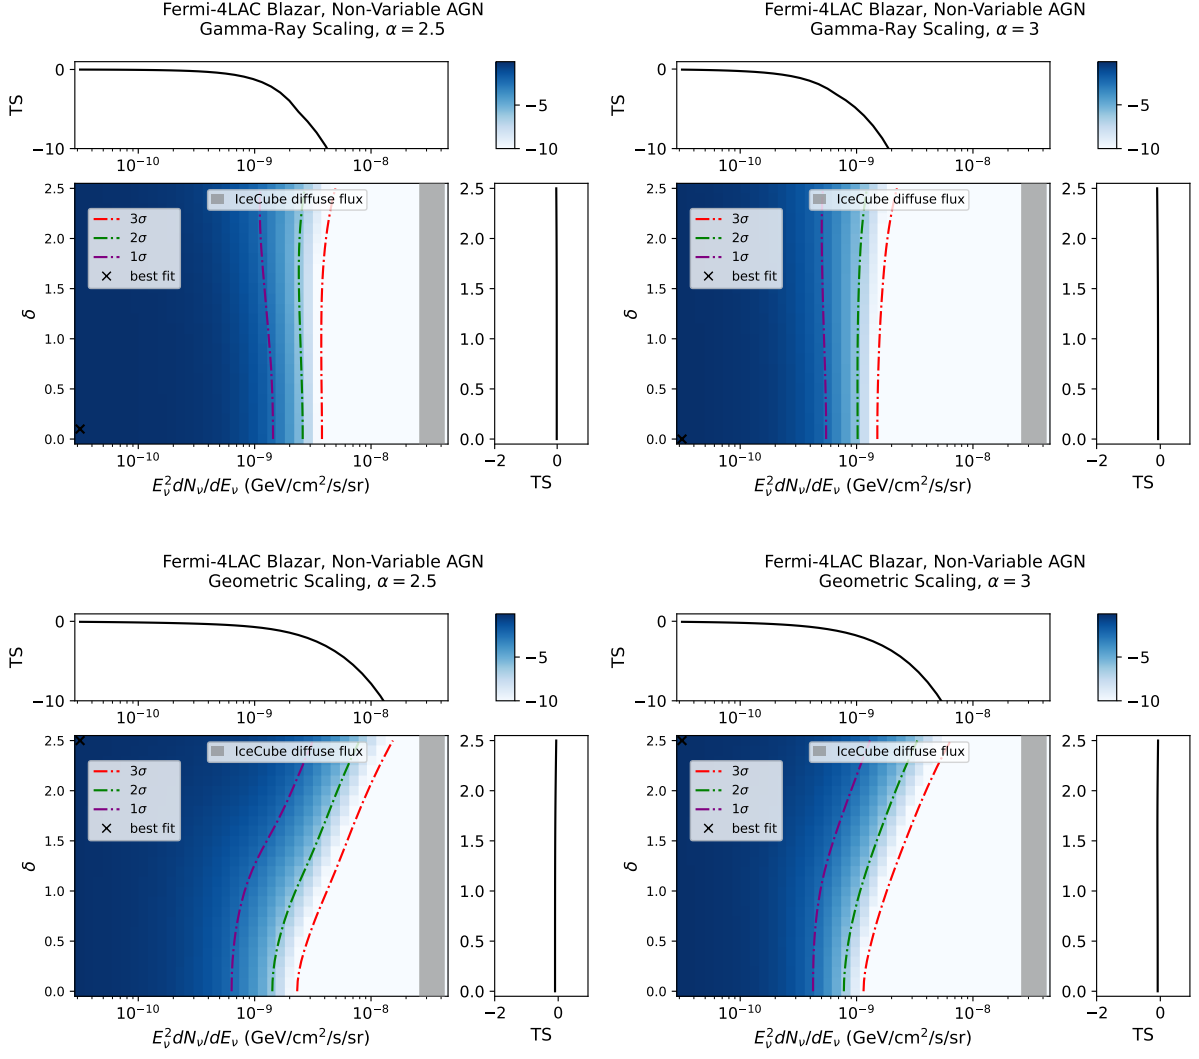 Fermi-4LAC Blazar, Non-Variable AGN
Gamma-Ray Scaling, α = 2.5
0
−10
TS
10⁻¹⁰ 10⁻⁹ 10⁻⁸
−5
−10
IceCube diffuse flux
3σ
2σ
1σ
best fit
2.5
2.0
1.5
1.0
0.5
0.0
δ
10⁻¹⁰ 10⁻⁹ 10⁻⁸
E_ν² dN_ν/dE_ν (GeV/cm²/s/sr)
2.5
2.0
1.5
1.0
0.5
0.0
−2 0
TS
Fermi-4LAC Blazar, Non-Variable AGN
Gamma-Ray Scaling, α = 3
0
−10
TS
10⁻¹⁰ 10⁻⁹ 10⁻⁸
−5
−10
IceCube diffuse flux
3σ
2σ
1σ
best fit
2.5
2.0
1.5
1.0
0.5
0.0
δ
10⁻¹⁰ 10⁻⁹ 10⁻⁸
E_ν² dN_ν/dE_ν (GeV/cm²/s/sr)
2.5
2.0
1.5
1.0
0.5
0.0
−2 0
TS
Fermi-4LAC Blazar, Non-Variable AGN
Geometric Scaling, α = 2.5
0
−10
TS
10⁻¹⁰ 10⁻⁹ 10⁻⁸
−5
−10
IceCube diffuse flux
3σ
2σ
1σ
best fit
2.5
2.0
1.5
1.0
0.5
0.0
δ
10⁻¹⁰ 10⁻⁹ 10⁻⁸
E_ν² dN_ν/dE_ν (GeV/cm²/s/sr)
2.5
2.0
1.5
1.0
0.5
0.0
−2 0
TS
Fermi-4LAC Blazar, Non-Variable AGN
Geometric Scaling, α = 3
0
−10
TS
10⁻¹⁰ 10⁻⁹ 10⁻⁸
−5
−10
IceCube diffuse flux
3σ
2σ
1σ
best fit
2.5
2.0
1.5
1.0
0.5
0.0
δ
10⁻¹⁰ 10⁻⁹ 10⁻⁸
E_ν² dN_ν/dE_ν (GeV/cm²/s/sr)
2.5
2.0
1.5
1.0
0.5
0.0
−2 0
TS